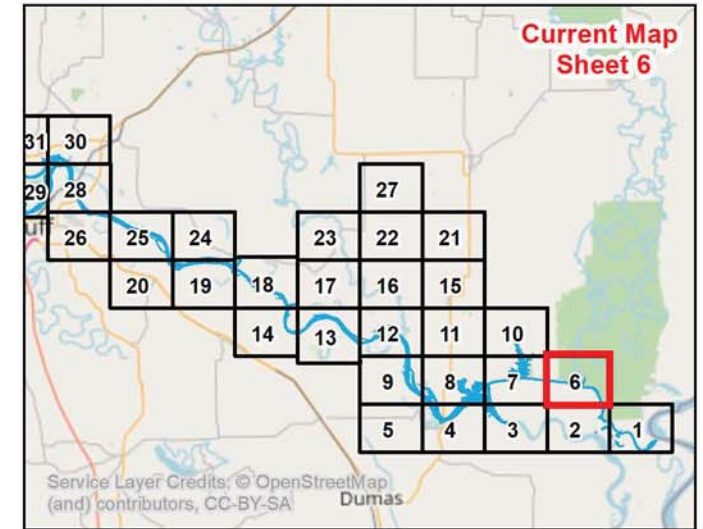 Current Map
Sheet 6
31 30
27
29 28
uff
26 25 24 23 22 21
20 19 18 17 16 15
14 13 12 11 10
9 8 7 6
5 4 3 2 1
Service Layer Credits: © OpenStreetMap
(and) contributors, CC-BY-SA
Dumas